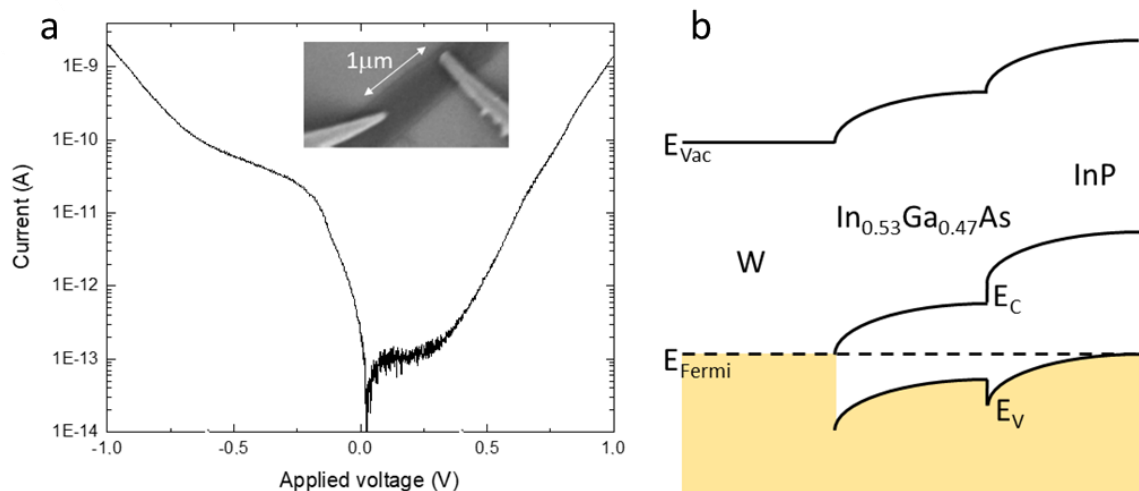 a
1μm
1E-9
1E-10
1E-11
1E-12
1E-13
1E-14
Current (A)
-1.0 -0.5 0.0 0.5 1.0
Applied voltage (V)
b
EVac
InP
In0.53Ga0.47As
W
EC
EFermi
EV